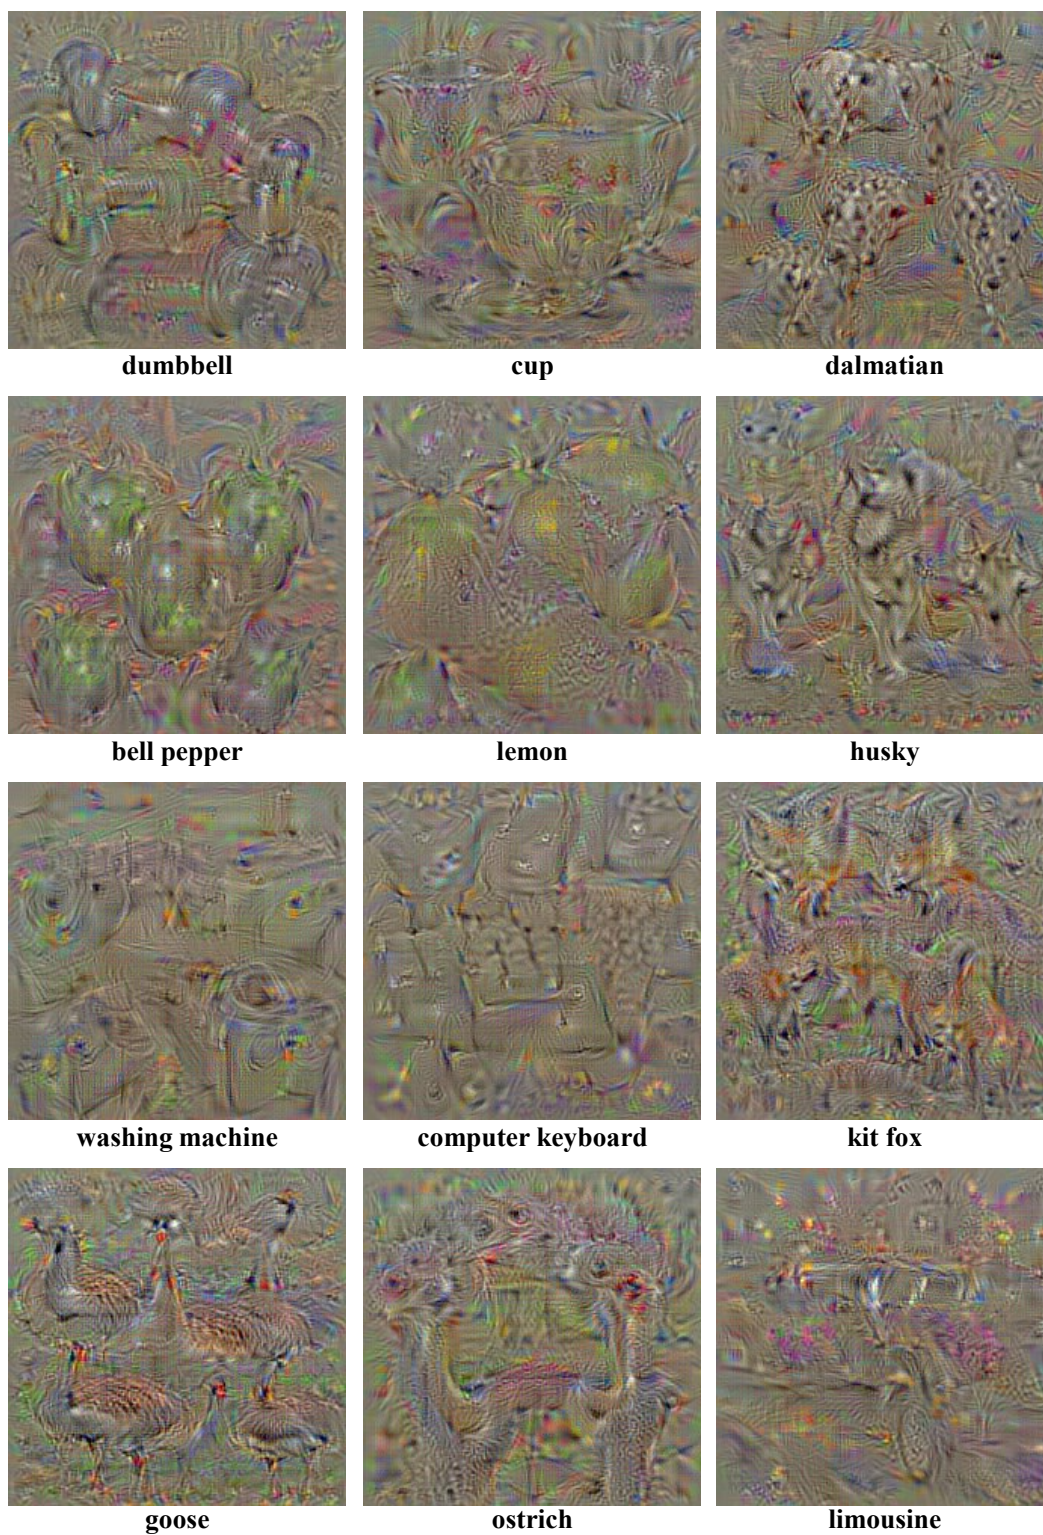 dumbbell cup dalmatian
bell pepper lemon husky
washing machine computer keyboard kit fox
goose ostrich limousine